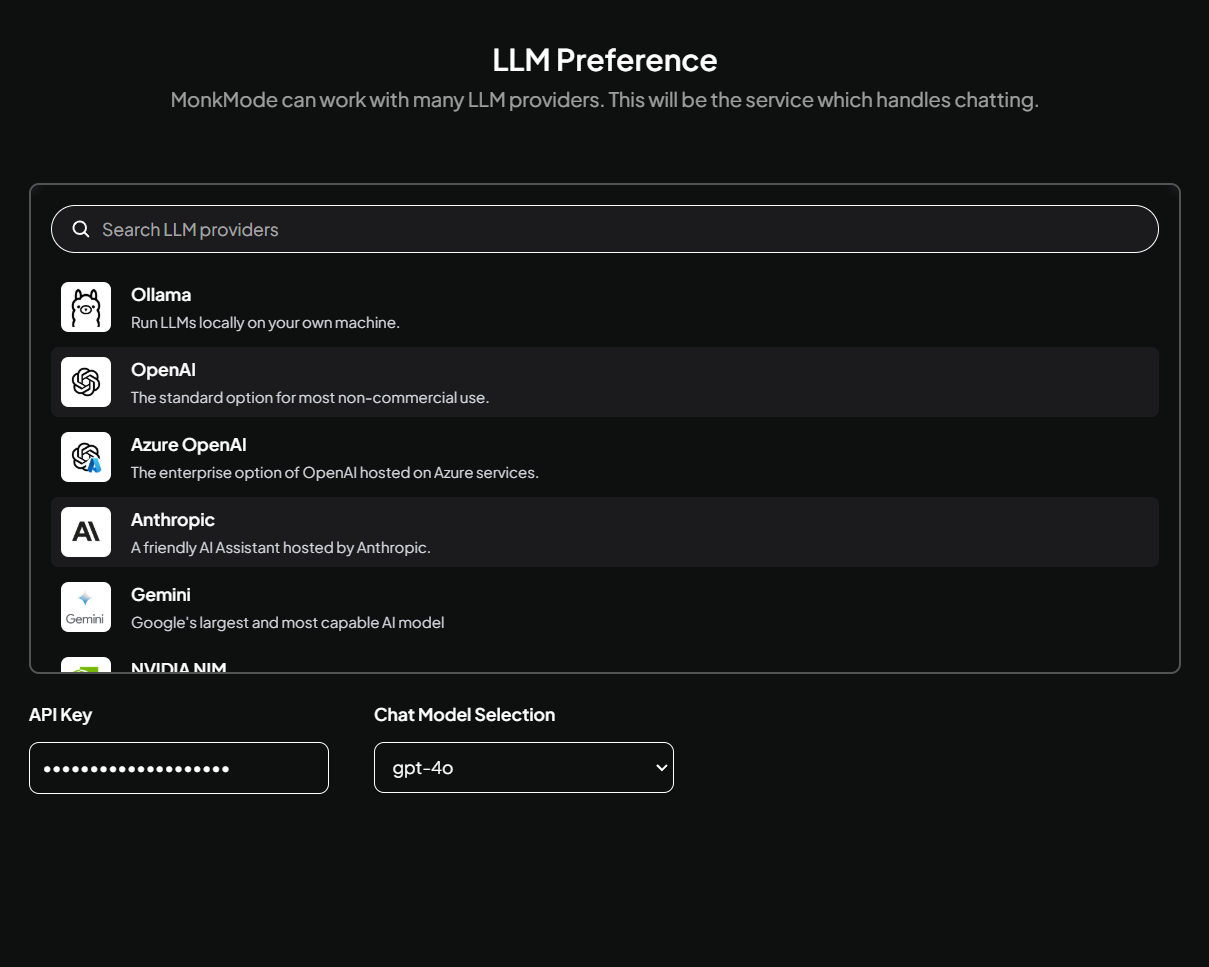 LLM Preference
MonkMode can work with many LLM providers. This will be the service which handles chatting.
Search LLM providers
Ollama
Run LLMs locally on your own machine.
OpenAI
The standard option for most non-commercial use.
Azure OpenAI
The enterprise option of OpenAI hosted on Azure services.
Anthropic
A friendly AI Assistant hosted by Anthropic.
Gemini
Gemini
Google's largest and most capable AI model
NVIDIA NIM
API Key
Chat Model Selection
••••••••••••••••••••
gpt-4o